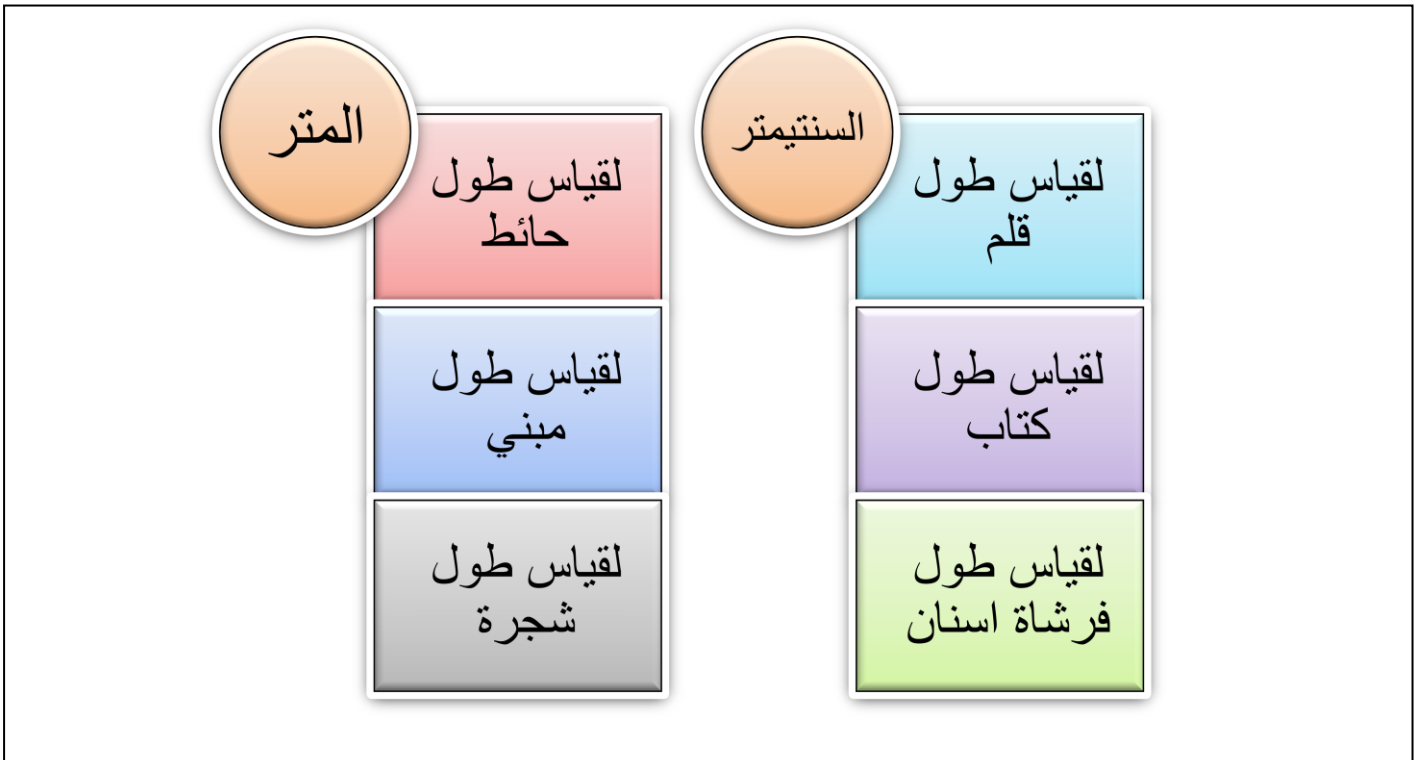 السنتيمتر
لقياس طول
قلم
لقياس طول
كتاب
لقياس طول
فرشاة اسنان
المتر
لقياس طول
حائط
لقياس طول
مبني
لقياس طول
شجرة